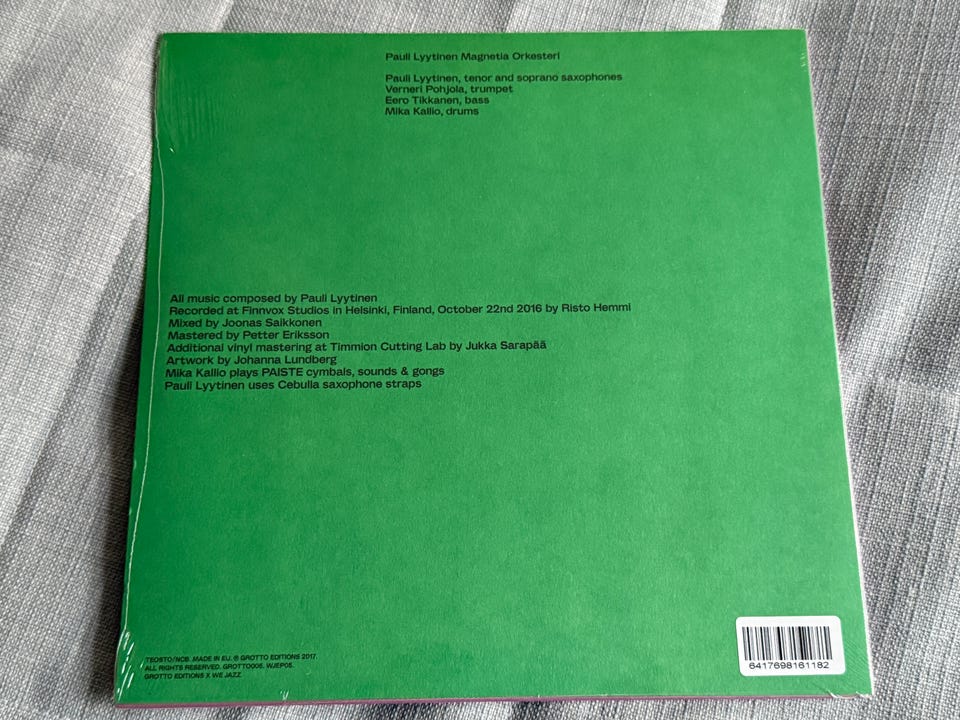 Pauli Lyytinen Magnetia Orkesteri
Pauli Lyytinen, tenor and soprano saxophones
Verneri Pohjola, trumpet
Eero Tikkanen, bass
Mika Kallio, drums
All music composed by Pauli Lyytinen
Recorded at Finnvox Studios in Helsinki, Finland, October 22nd 2016 by Risto Hemmi
Mixed by Joonas Saikkonen
Mastered by Petter Eriksson
Additional vinyl mastering at Timmion Cutting Lab by Jukka Sarapää
Artwork by Johanna Lundberg
Mika Kallio plays PAISTE cymbals, sounds & gongs
Pauli Lyytinen uses Cebulla saxophone straps
TEOSTO/NCB. MADE IN EU. ℗ GROTTO EDITIONS 2017.
ALL RIGHTS RESERVED. GROTTO006. WJEP05.
GROTTO EDITIONS X WE JAZZ
6417698161182